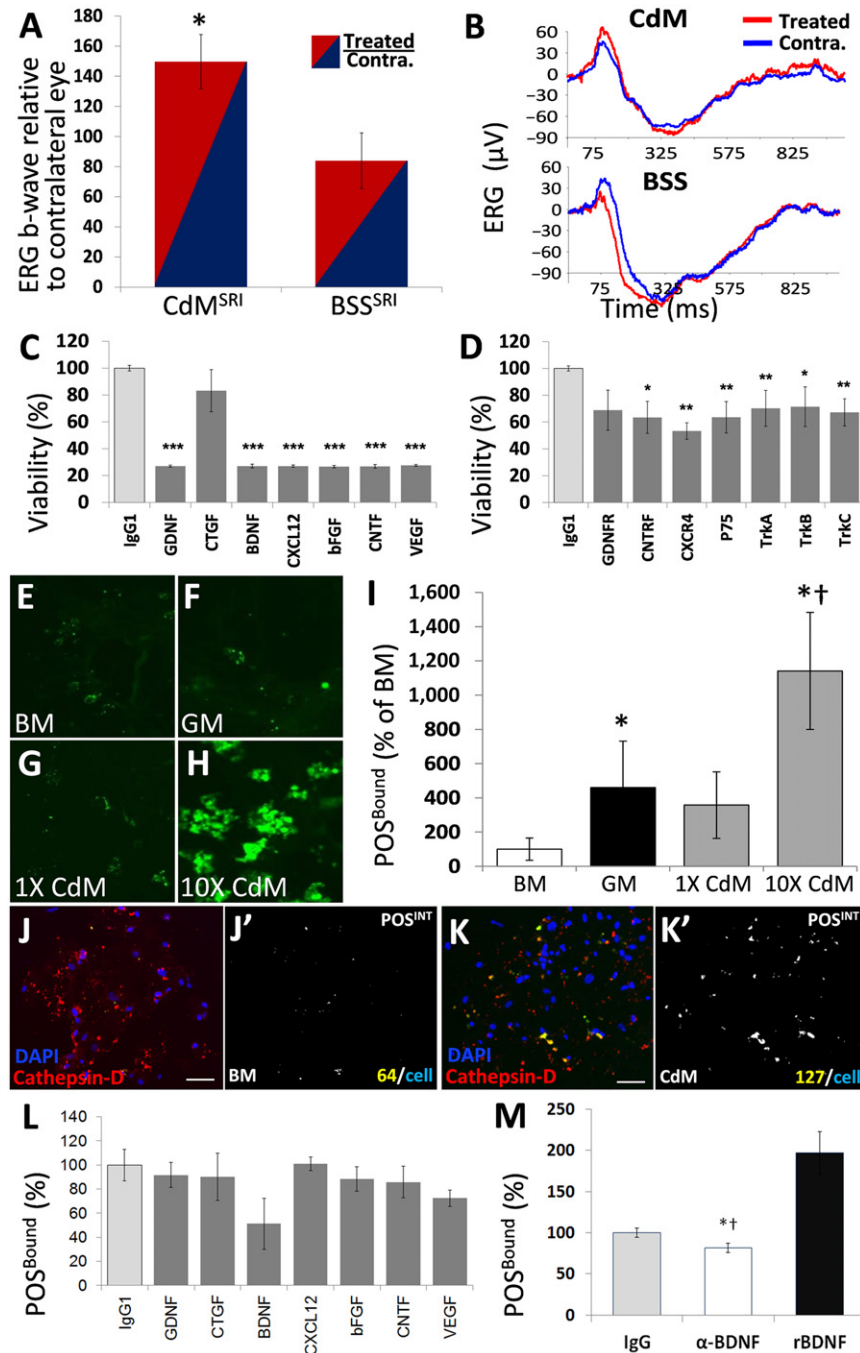 A
ERG b-wave relative
to contralateral eye
180
160
140
120
100
80
60
40
20
0
*
Treated
Contra.
CdM^SRI
BSS^SRI
B
CdM
Treated
Contra.
ERG (µV)
60
30
0
−30
−60
−90
75 325 575 825
BSS
60
30
0
−30
−60
−90
75 325 575 825
Time (ms)
C
Viability (%)
120
100
80
60
40
20
0
*** *** *** *** *** ***
IgG1
GDNF
CTGF
BDNF
CXCL12
bFGF
CNTF
VEGF
D
Viability (%)
120
100
80
60
40
20
0
* ** ** ** * **
IgG1
GDNFR
CNTRF
CXCR4
P75
TrkA
TrkB
TrkC
E
BM
F
GM
G
1X CdM
H
10X CdM
I
POS^Bound (% of BM)
1,600
1,400
1,200
1,000
800
600
400
200
0
*
*†
BM GM 1X CdM 10X CdM
J
DAPI
Cathepsin-D
J’
POS^INT
BM
64/cell
K
DAPI
Cathepsin-D
K’
POS^INT
CdM
127/cell
L
POS^Bound (%)
140
120
100
80
60
40
20
0
IgG1
GDNF
CTGF
BDNF
CXCL12
bFGF
CNTF
VEGF
M
POS^Bound (%)
250
200
150
100
50
0
*†
IgG α-BDNF rBDNF